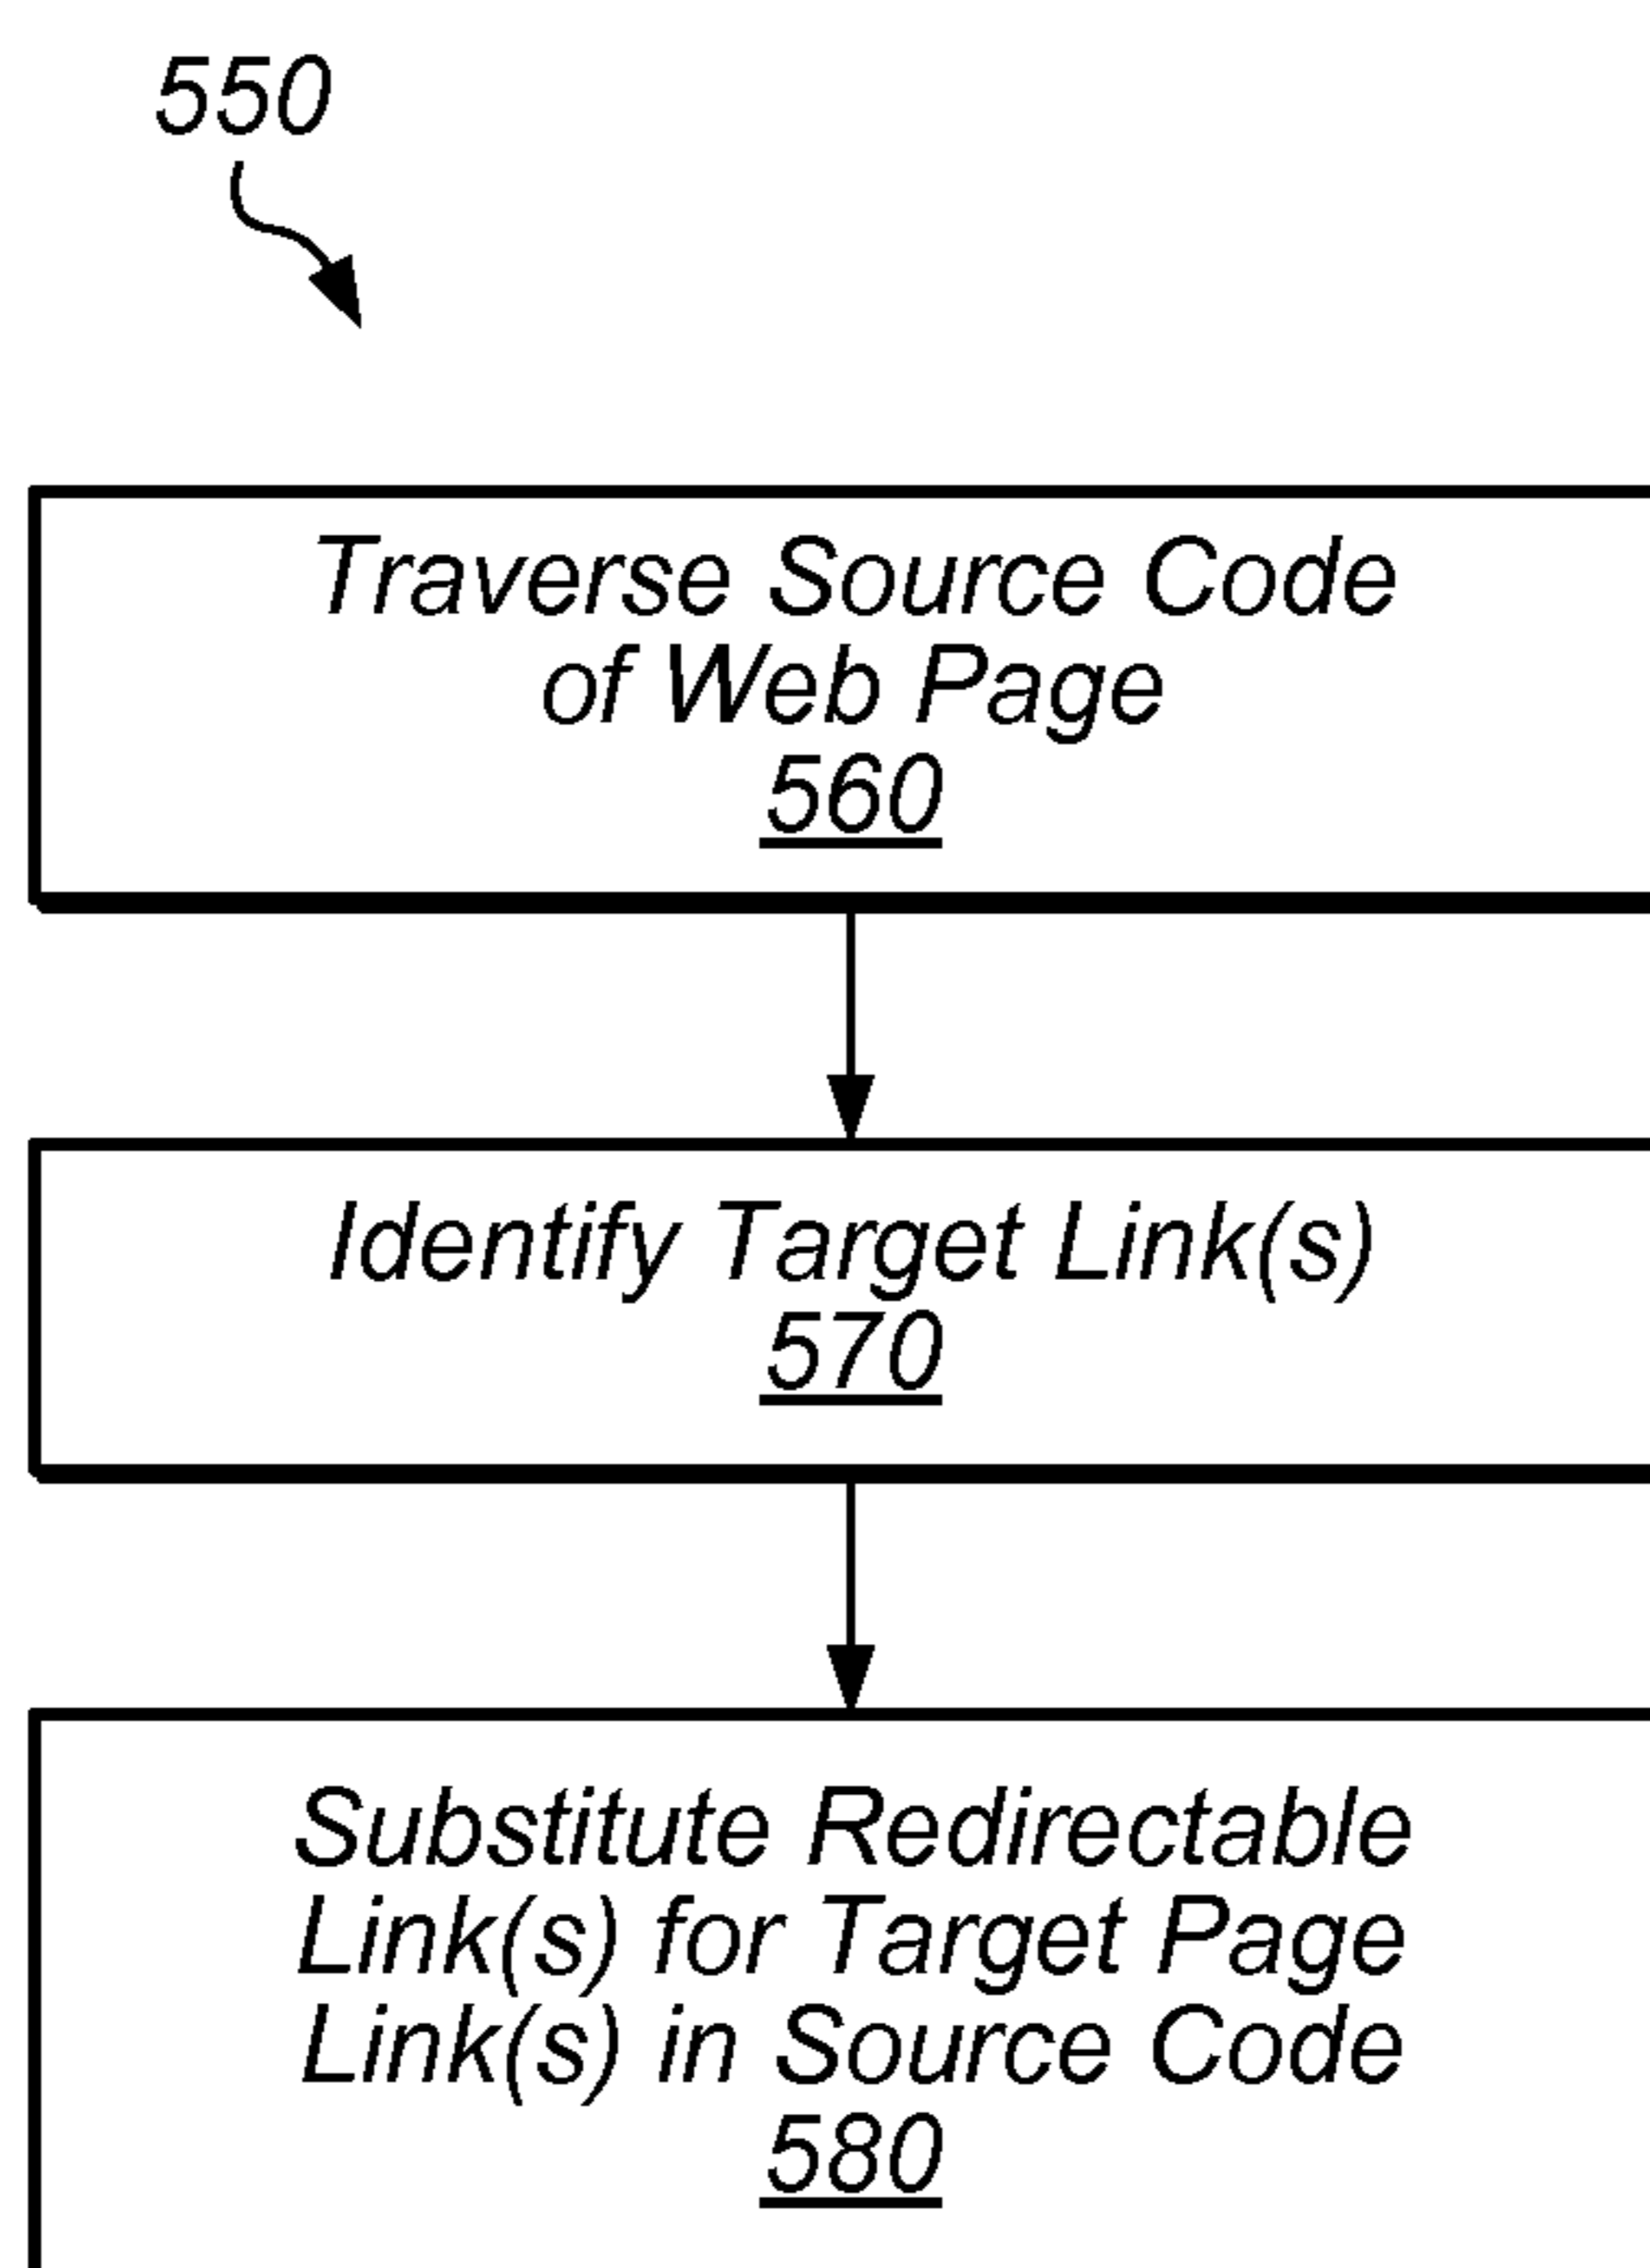 550
Traverse Source Code
of Web Page
560
Identify Target Link(s)
570
Substitute Redirectable
Link(s) for Target Page
Link(s) in Source Code
580